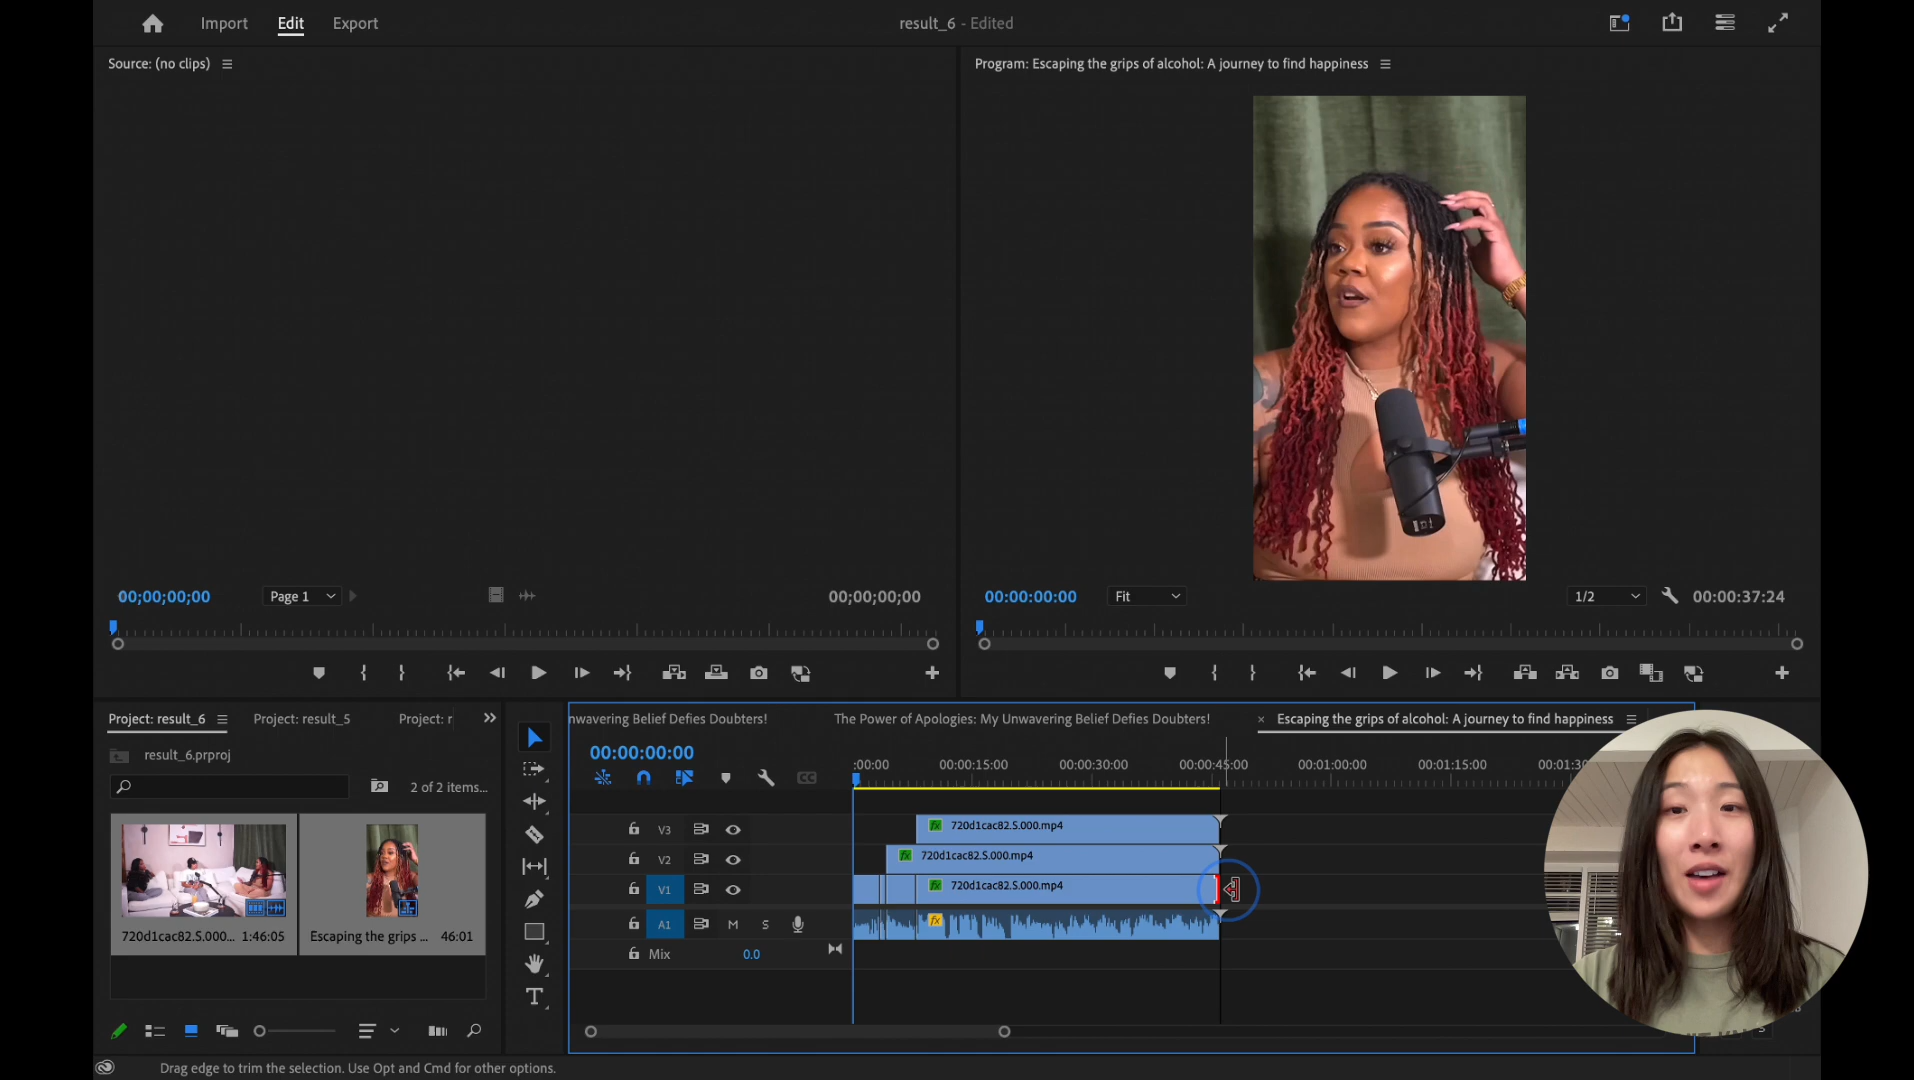 Import
Edit
Export
result_6 - Edited
Source: (no clips)
Program: Escaping the grips of alcohol: A journey to find happiness
00;00;00;00
Page 1
00;00;00;00
00:00:00:00
Fit
1/2
00:00:37:24
Project: result_6
Project: result_5
Project: r
nwavering Belief Defies Doubters!
The Power of Apologies: My Unwavering Belief Defies Doubters!
× Escaping the grips of alcohol: A journey to find happiness
result_6.prproj
2 of 2 items...
00:00:00:00
:00:00
00:00:15:00
00:00:30:00
00:00:45:00
00:01:00:00
00:01:15:00
00:01:30
V3
fx 720d1cac82.S.000.mp4
V2
fx 720d1cac82.S.000.mp4
V1
fx 720d1cac82.S.000.mp4
A1
M
S
fx
Mix
0.0
720d1cac82.S.000...
1:46:05
Escaping the grips ...
46:01
S
Drag edge to trim the selection. Use Opt and Cmd for other options.